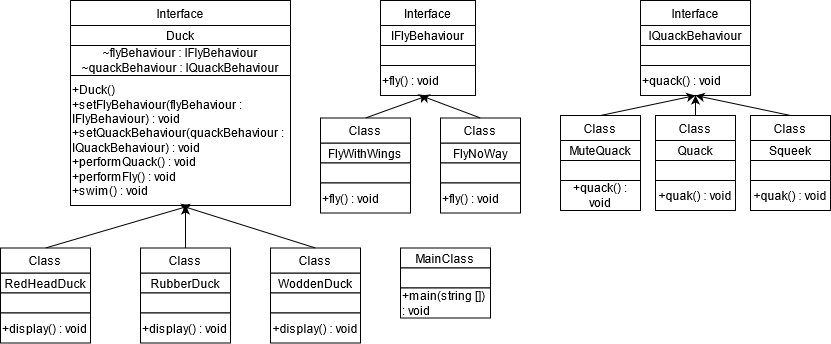 Interface
Duck
~flyBehaviour : IFlyBehaviour
~quackBehaviour : IQuackBehaviour
+Duck()
+setFlyBehaviour(flyBehaviour :
IFlyBehaviour) : void
+setQuackBehaviour(quackBehaviour :
IQuackBehaviour) : void
+performQuack() : void
+performFly() : void
+swim() : void
Interface
IFlyBehaviour
+fly() : void
Interface
IQuackBehaviour
+quack() : void
Class
FlyWithWings
+fly() : void
Class
FlyNoWay
+fly() : void
Class
MuteQuack
+quack() :
void
Class
Quack
+quak() : void
Class
Squeek
+quak() : void
Class
RedHeadDuck
+display() : void
Class
RubberDuck
+display() : void
Class
WoddenDuck
+display() : void
MainClass
+main(string [])
: void